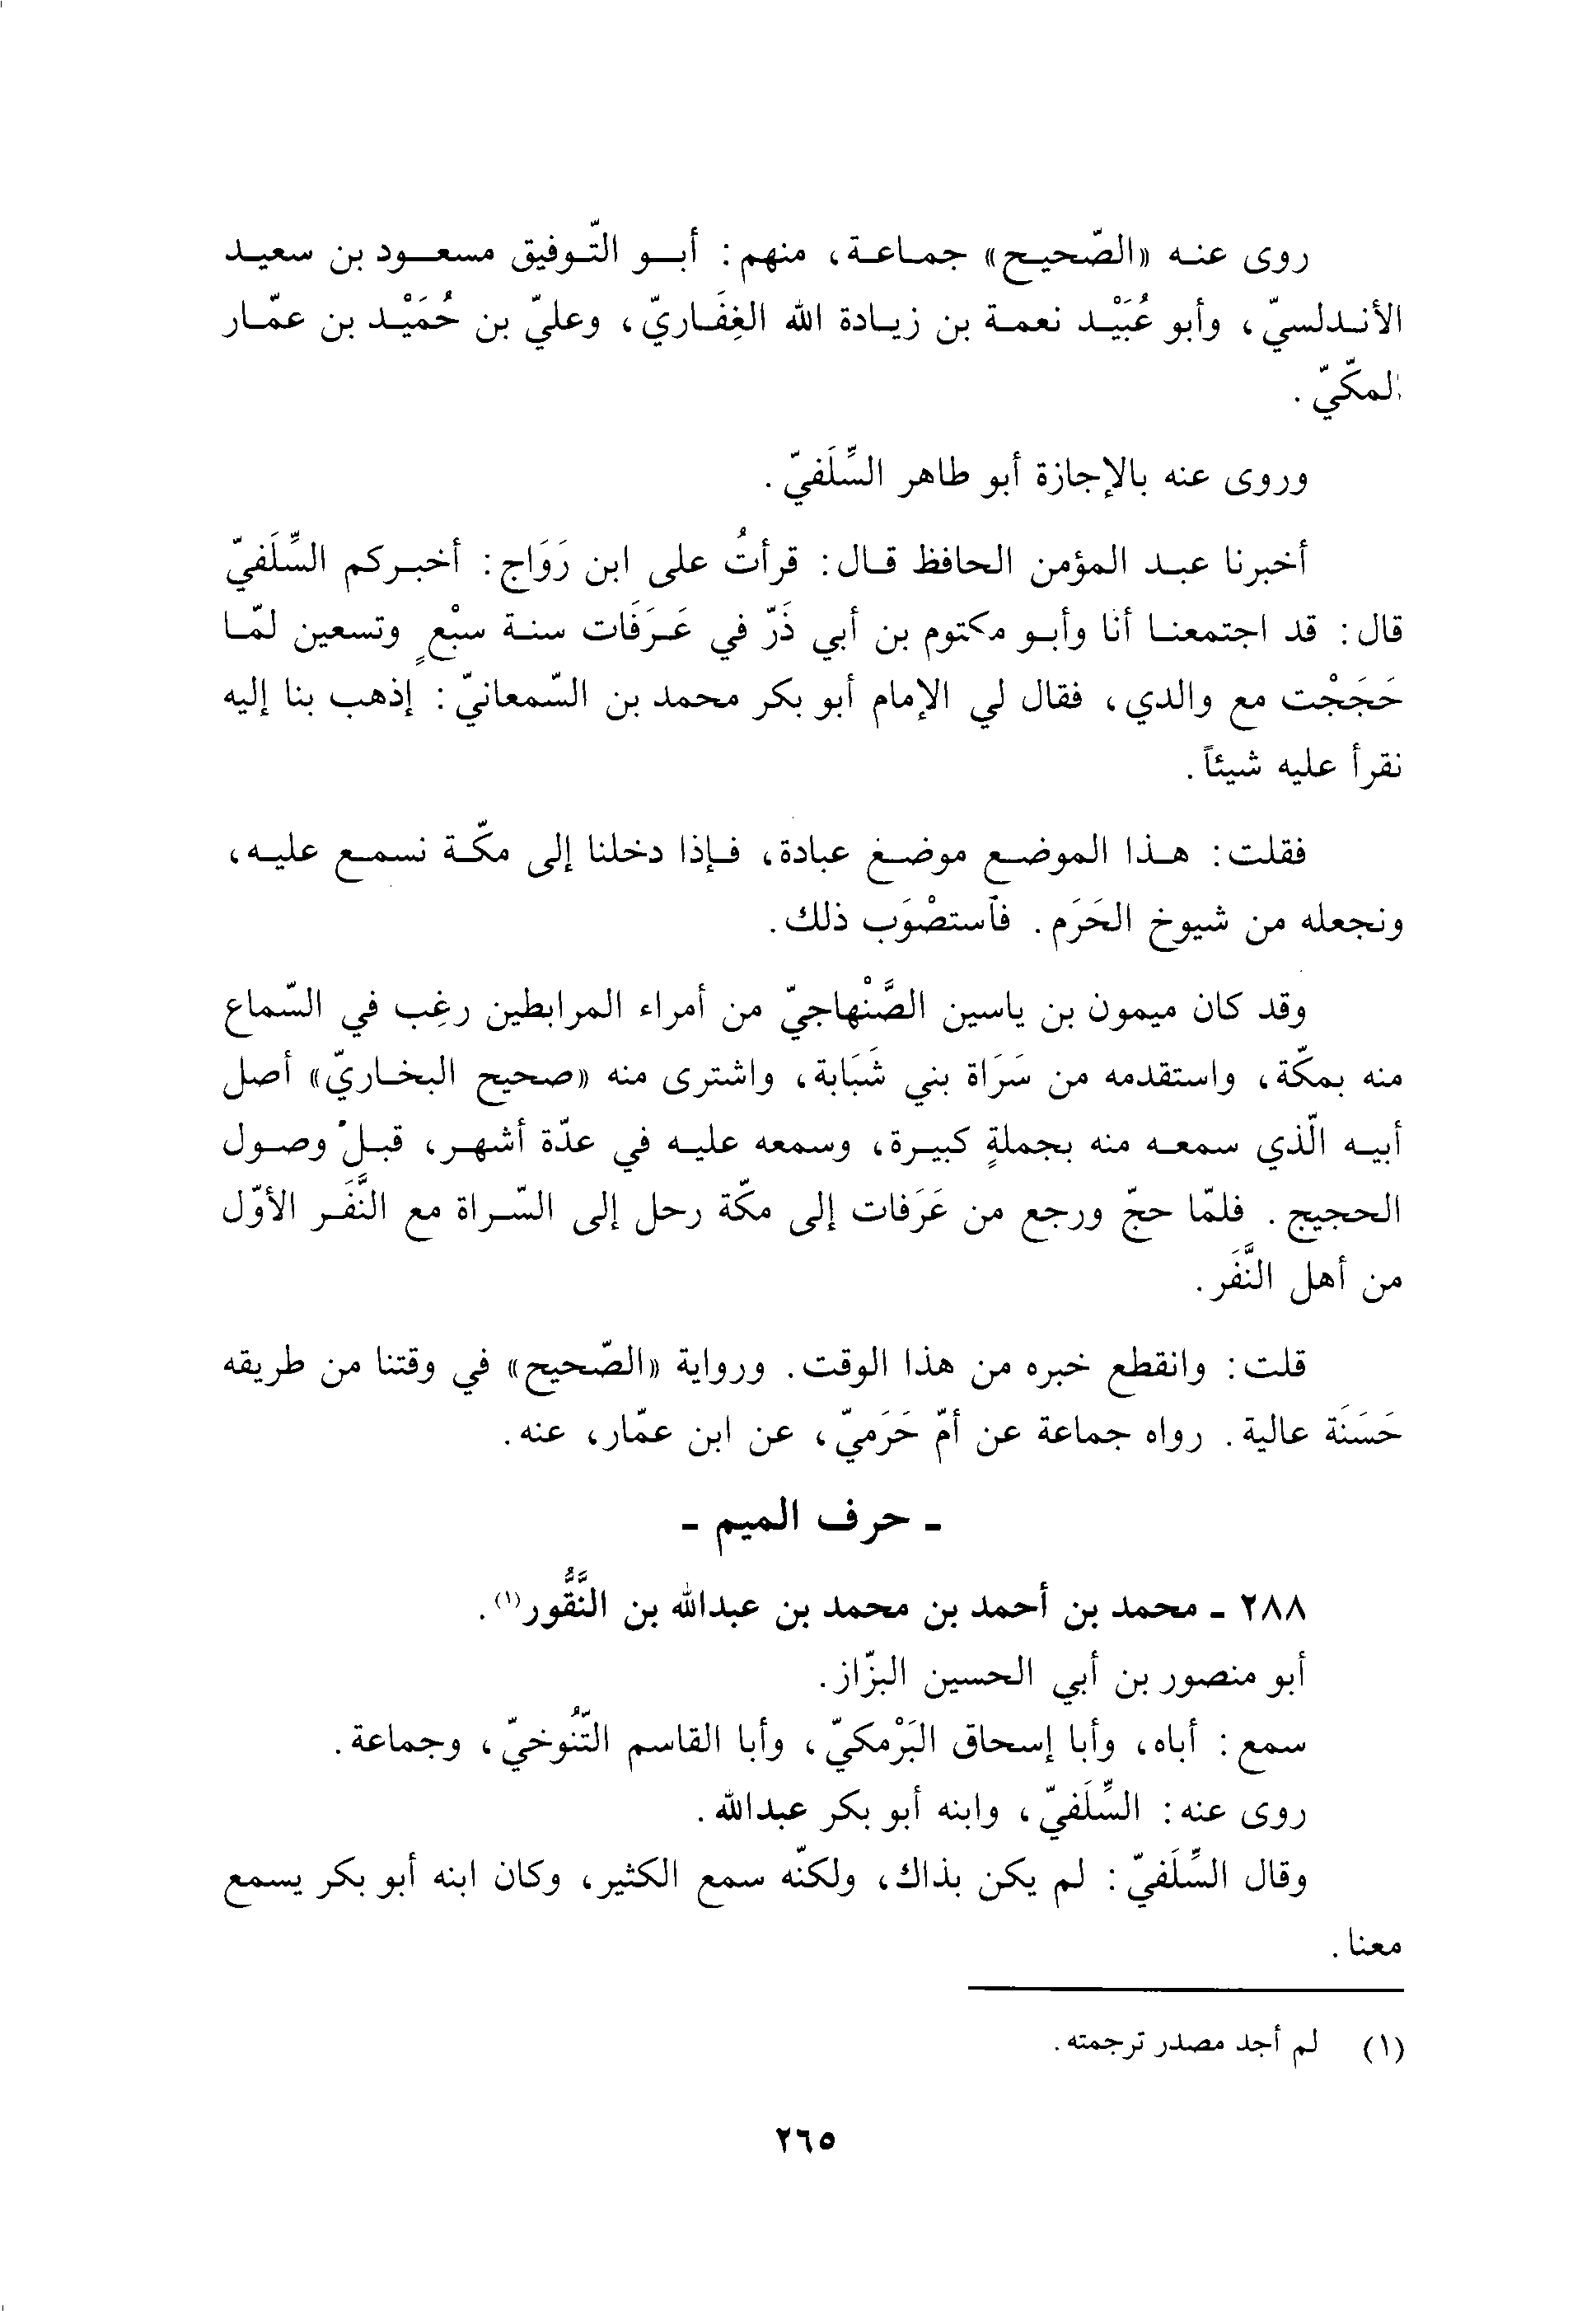 روى عنه «الصّحيح» جماعة، منهم: أبو التّوفيق مسعود بن سعيد
الأندلسيّ، وأبو عُبَيْد نعمة بن زيادة الله الغِفَاريّ، وعليّ بن حُمَيْد بن عمّار
المكّيّ.
وروى عنه بالإجازة أبو طاهر السِّلَفيّ.
أخبرنا عبد المؤمن الحافظ قال: قرأتُ على ابن رَوَاج: أخبركم السِّلَفيّ
قال: قد اجتمعنا أنا وأبو مكتوم بن أبي ذَرّ في عَرَفَات سنة سبْعٍ وتسعين لمّا
حَجَجْت مع والدي، فقال لي الإمام أبو بكر محمد بن السّمعانيّ: إذهب بنا إليه
نقرأ عليه شيئاً.
فقلت: هذا الموضع موضغ عبادة، فإذا دخلنا إلى مكّة نسمع عليه،
ونجعله من شيوخ الحَرَم. فآستصْوَب ذلك.
وقد كان ميمون بن ياسين الصَّنْهاجيّ من أمراء المرابطين رغِب في السّماع
منه بمكّة، واستقدمه من سَرَاة بني شَبَابة، واشترى منه «صحيح البخاريّ» أصل
أبيه الّذي سمعه منه بجملةٍ كبيرة، وسمعه عليه في عدّة أشهر، قبل وصول
الحجيج. فلمّا حجّ ورجع من عَرَفات إلى مكّة رحل إلى السّراة مع النَّفَر الأوّل
من أهل النَّفَر.
قلت: وانقطع خبره من هذا الوقت. ورواية «الصّحيح» في وقتنا من طريقه
حَسَنَة عالية. رواه جماعة عن أمّ حَرَميّ، عن ابن عمّار، عنه.
- حرف الميم -
٢٨٨ - محمد بن أحمد بن محمد بن عبدالله بن النَّقُّور(١).
أبو منصور بن أبي الحسين البزّاز.
سمع: أباه، وأبا إسحاق البَرْمكيّ، وأبا القاسم التَّنُوخيّ، وجماعة.
روى عنه: السِّلَفيّ، وابنه أبو بكر عبدالله.
وقال السِّلَفيّ: لم يكن بذاك، ولكنّه سمع الكثير، وكان ابنه أبو بكر يسمع
معنا.
(١) لم أجد مصدر ترجمته.
٢٦٥